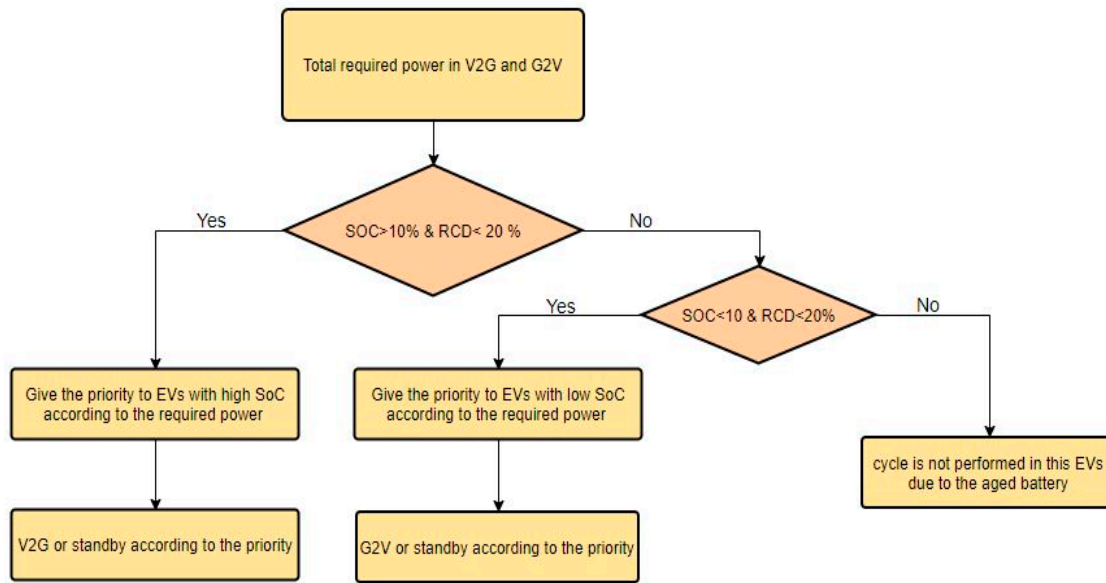 Total required power in V2G and G2V
Yes
SOC>10% & RCD< 20 %
No
Yes
SOC<10 & RCD<20%
No
Give the priority to EVs with high SoC
according to the required power
Give the priority to EVs with low SoC
according to the required power
cycle is not performed in this EVs
due to the aged battery
V2G or standby according to the priority
G2V or standby according to the priority